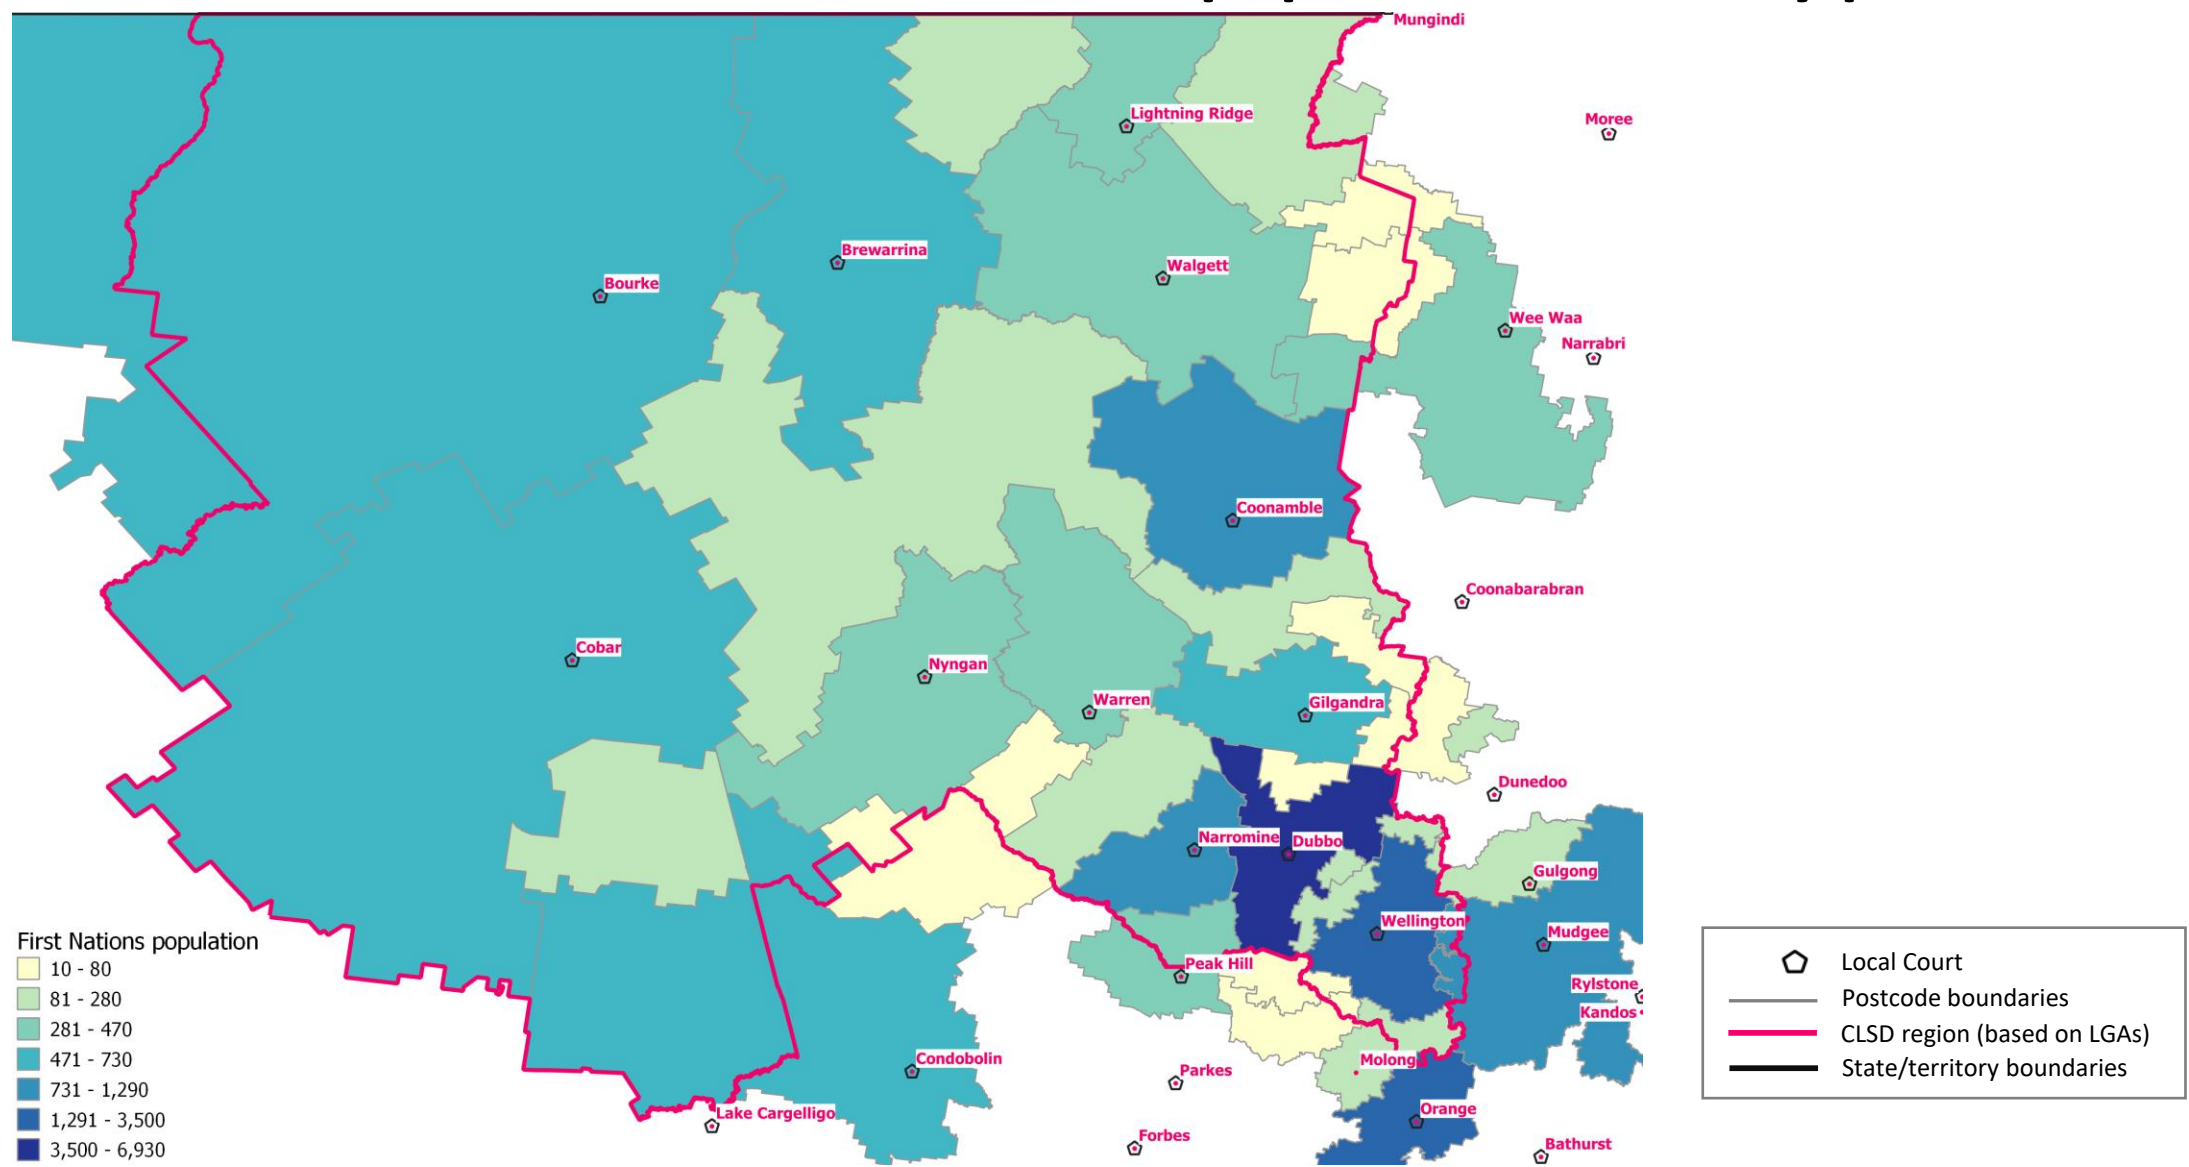 Mungindi
Lightning Ridge
Moree
Brewarrina
Walgett
Bourke
Wee Waa
Narrabri
Coonamble
Coonabarabran
Cobar
Nyngan
Warren
Gilgandra
Dunedoo
Narromine
Dubbo
Gulgong
Wellington
Mudgee
Peak Hill
Rylstone
Kandos
Condobolin
Molong
Parkes
Lake Cargelligo
Orange
Forbes
Bathurst
First Nations population
10 - 80
81 - 280
281 - 470
471 - 730
731 - 1,290
1,291 - 3,500
3,500 - 6,930
Local Court
Postcode boundaries
CLSD region (based on LGAs)
State/territory boundaries